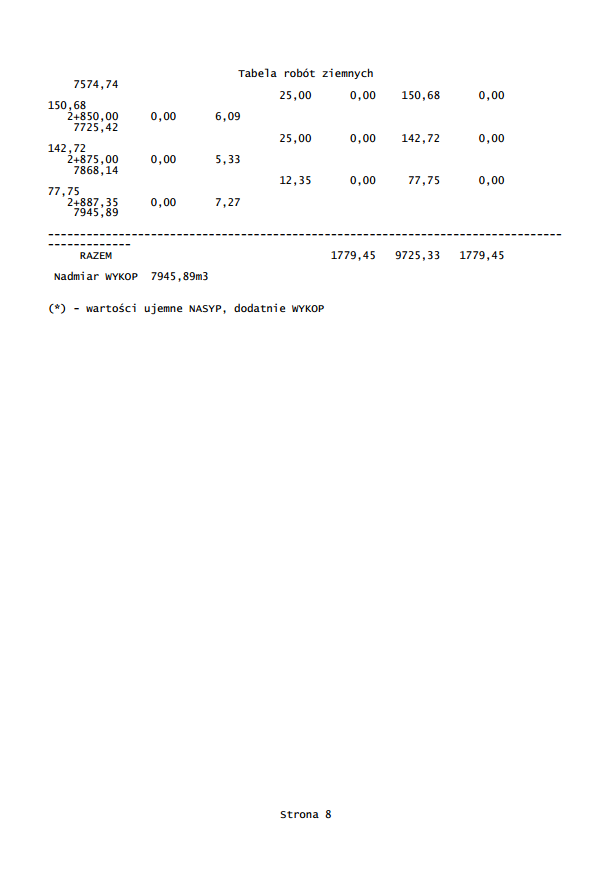 Tabela robót ziemnych
7574,74
25,00 0,00 150,68 0,00
150,68
2+850,00 0,00 6,09
7725,42
25,00 0,00 142,72 0,00
142,72
2+875,00 0,00 5,33
7868,14
12,35 0,00 77,75 0,00
77,75
2+887,35 0,00 7,27
7945,89
--------------------------------------------------------------------------------
-------------
RAZEM 1779,45 9725,33 1779,45
Nadmiar WYKOP 7945,89m3
(*) - wartości ujemne NASYP, dodatnie WYKOP
Strona 8